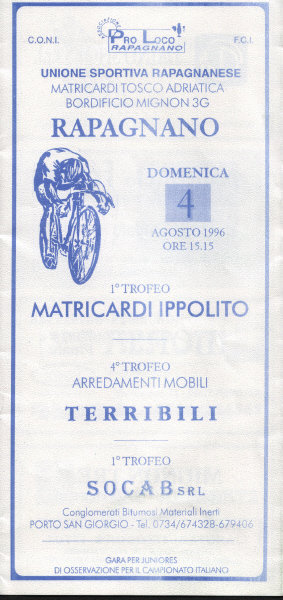 C.O.N.I.
ASSOCIAZIONE
PRO LOCO
RAPAGNANO
F.C.I.
UNIONE SPORTIVA RAPAGNANESE
MATRICARDI TOSCO ADRIATICA
BORDIFICIO MIGNON 3G
RAPAGNANO
DOMENICA
4
AGOSTO 1996
ORE 15.15
1° TROFEO
MATRICARDI IPPOLITO
4° TROFEO
ARREDAMENTI MOBILI
TERRIBILI
1° TROFEO
SOCAB SRL
Conglomerati Bitumosi Materiali Inerti
PORTO SAN GIORGIO - Tel. 0734/674328-679406
GARA PER JUNIORES
DI OSSERVAZIONE PER IL CAMPIONATO ITALIANO